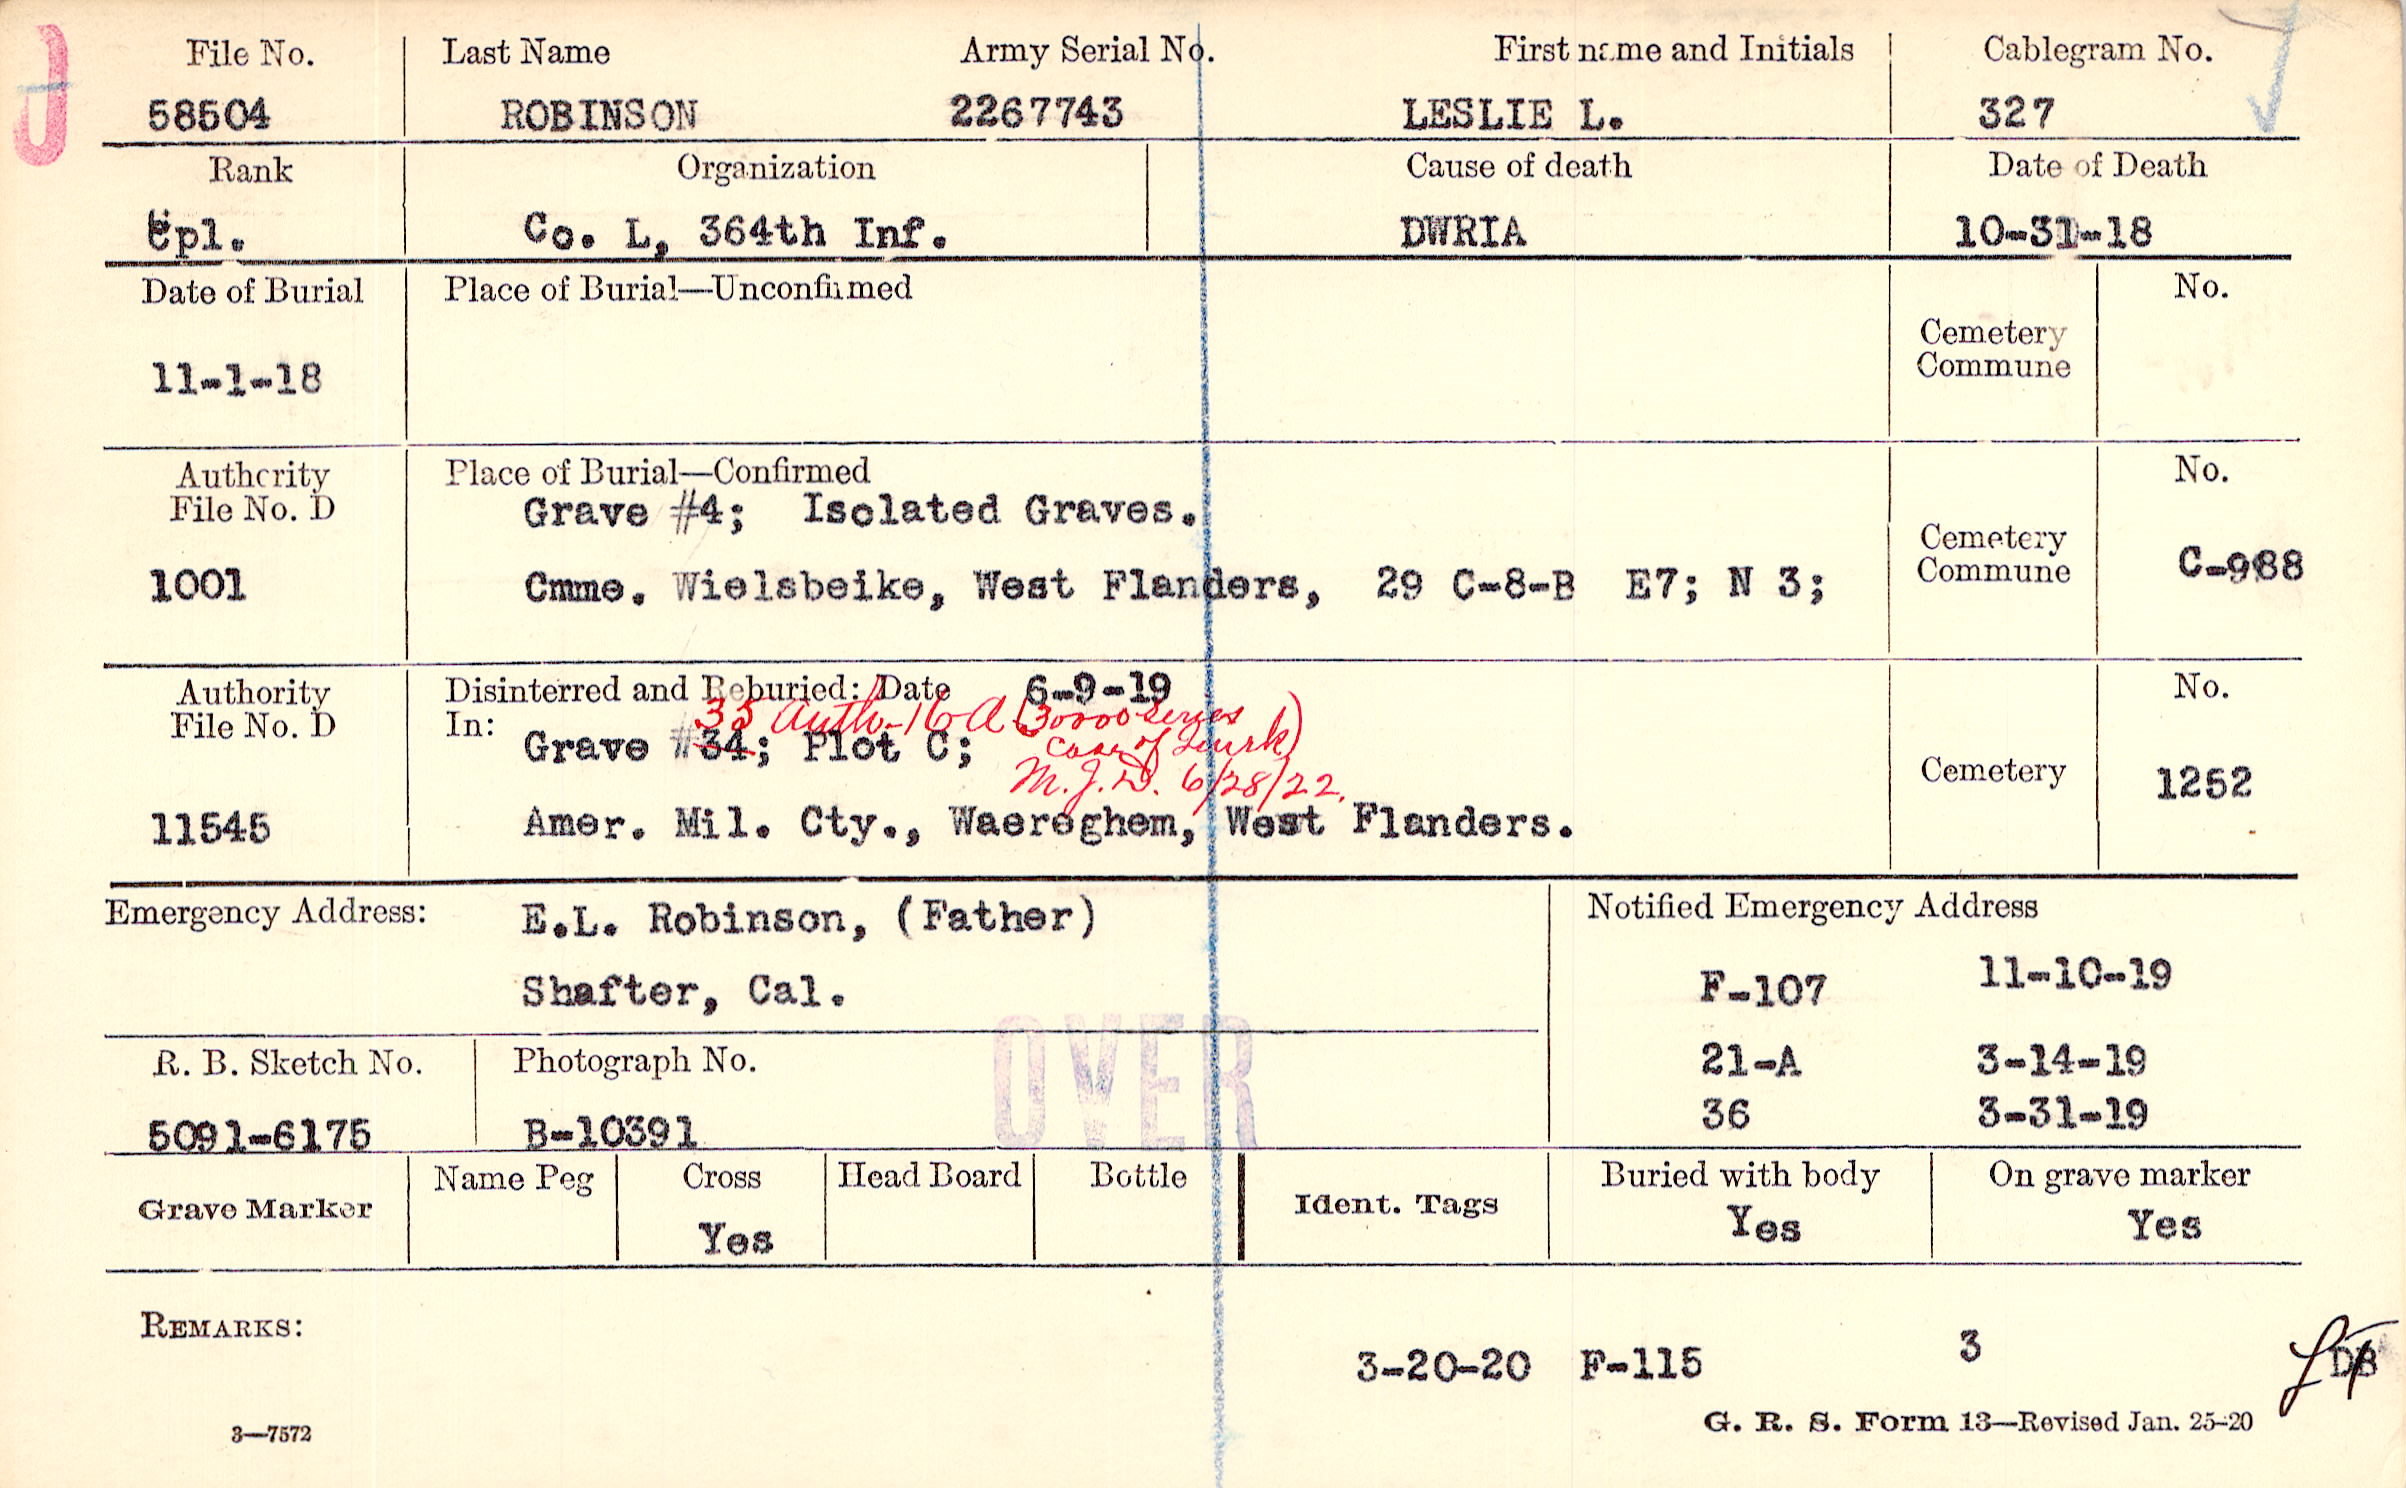 File No. Last Name Army Serial No. First name and Initials Cablegram No.
58504 ROBINSON 2267743 LESLIE L. 327
Rank Organization Cause of death Date of Death
Cpl. Co. L, 364th Inf. DWRIA 10-31-18
Date of Burial Place of Burial—Unconfirmed No.
Cemetery
Commune
11-1-18
Authority Place of Burial—Confirmed No.
File No. D Grave #4; Isolated Graves.
Cemetery
Commune C-988
1001 Cmme. Wielsbeike, West Flanders, 29 C-8-B E7; N 3;
Authority Disinterred and Reburied: Date 6-9-19 No.
35 Auth-16-A (30000 series
File No. D In: Grave #34; Plot C;
case of
M.J.D. 6/28/22.
Cemetery 1252
11545 Amer. Mil. Cty., Waereghem, West Flanders.
Emergency Address: E.L. Robinson, (Father) Notified Emergency Address
Shafter, Cal. F-107 11-10-19
OVER
R. B. Sketch No. Photograph No. 21-A 3-14-19
5091-6175 B-10391 36 3-31-19
Grave Marker Name Peg Cross Head Board Bottle Ident. Tags Buried with body On grave marker
Yes Yes Yes
REMARKS:
3-20-20 F-115 3 DB
3—7572 G. R. S. Form 13—Revised Jan. 25-20